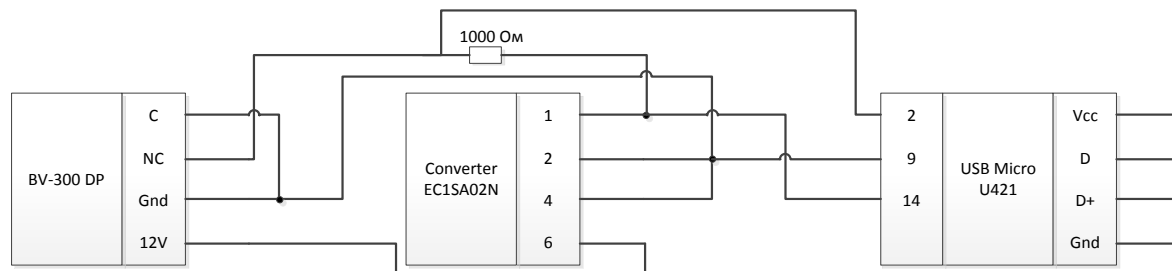 1000 Ом
BV-300 DP
C
NC
Gnd
12V
Converter
EC1SA02N
1
2
4
6
2
9
14
USB Micro
U421
Vcc
D
D+
Gnd